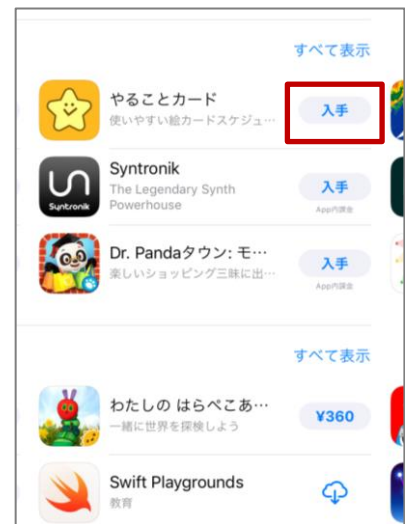 すべて表示
やることカード
使いやすい絵カードスケジュ…
入手
Syntronik
Syntronik
The Legendary Synth
Powerhouse
入手
App内課金
Dr. Pandaタウン: モ…
楽しいショッピング三昧に出…
入手
App内課金
すべて表示
わたしの はらぺこあ…
一緒に世界を探検しよう
¥360
Swift Playgrounds
教育